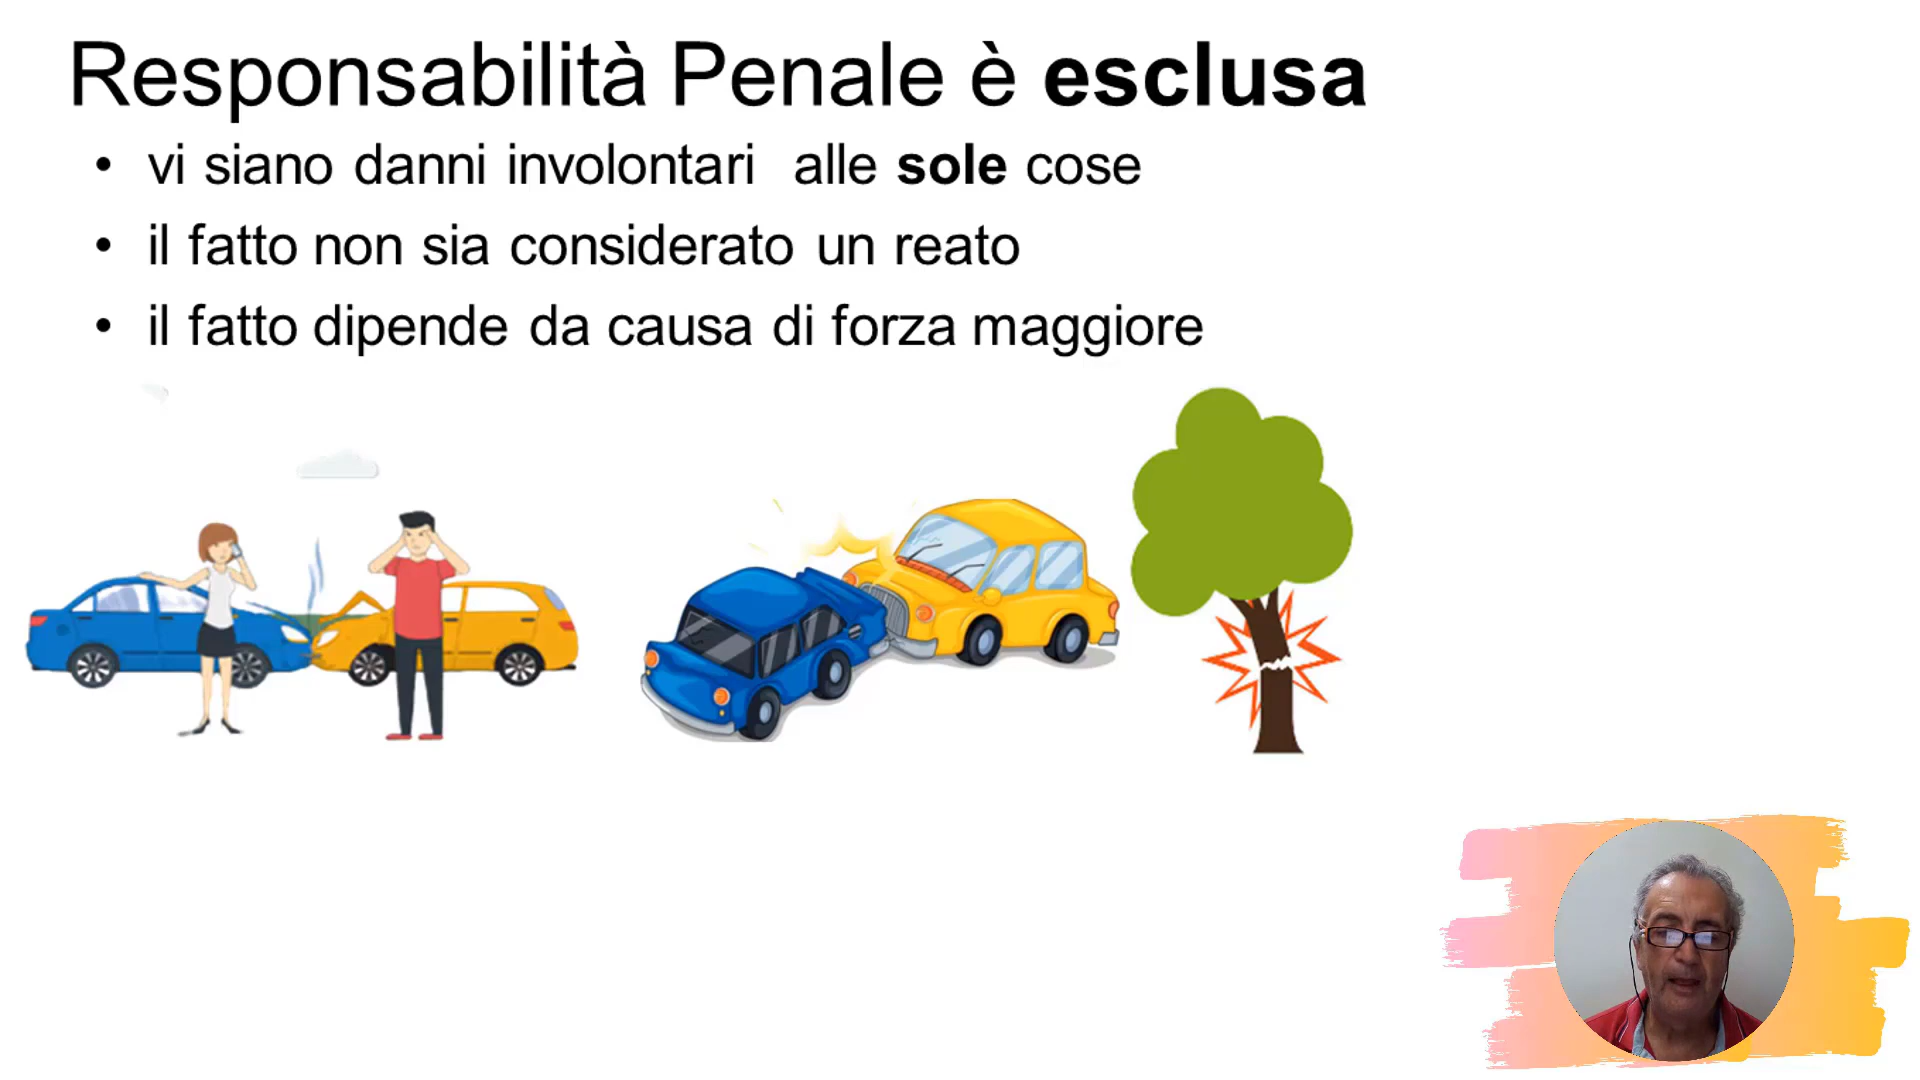 Responsabilità Penale è esclusa
• vi siano danni involontari alle sole cose
• il fatto non sia considerato un reato
• il fatto dipende da causa di forza maggiore